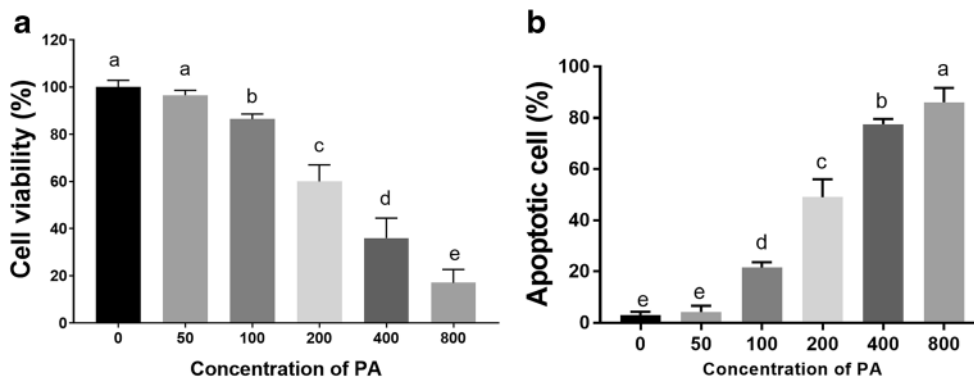 a
Cell viability (%)
120
100
80
60
40
20
0
a
a
b
c
d
e
0 50 100 200 400 800
Concentration of PA
b
Apoptotic cell (%)
100
80
60
40
20
0
e
e
d
c
b
a
0 50 100 200 400 800
Concentration of PA